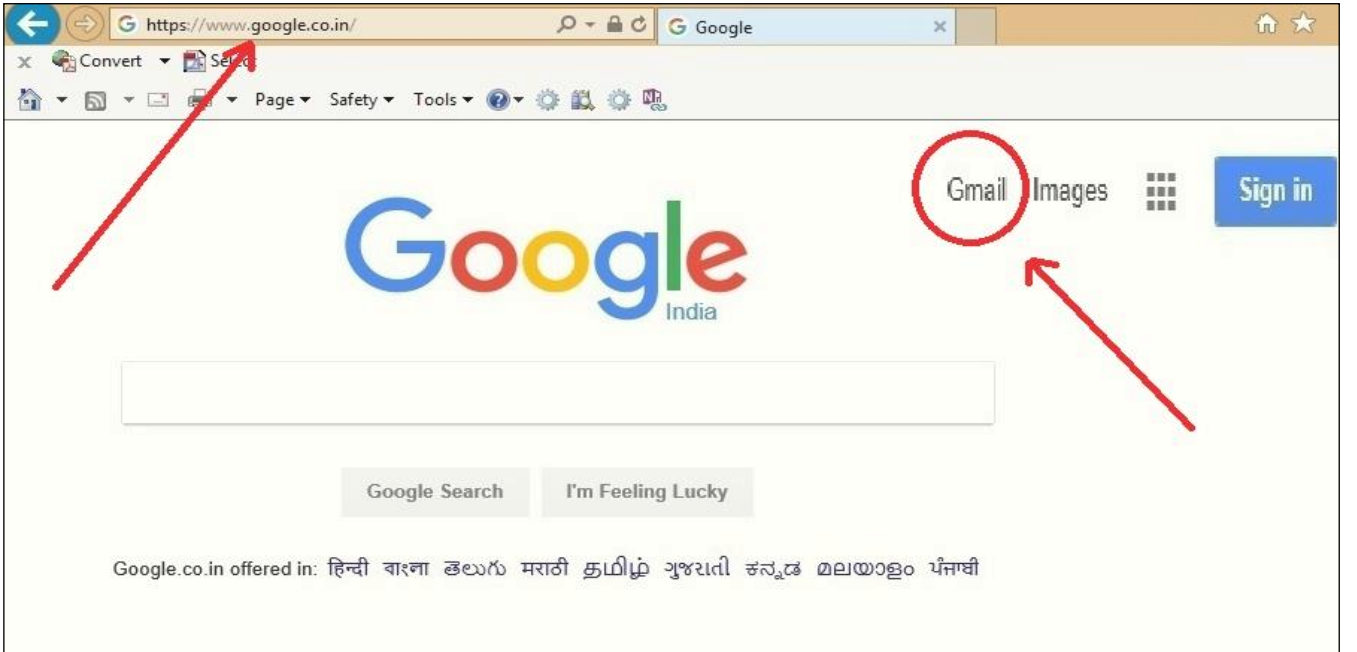 https://www.google.co.in/ Google
Convert Select
Page Safety Tools
Gmail Images Sign in
Google
India
Google Search I'm Feeling Lucky
Google.co.in offered in: हिन्दी বাংলা తెలుగు मराठी தமிழ் ગુજરાતી ಕನ್ನಡ മലയാളം ਪੰਜਾਬੀ